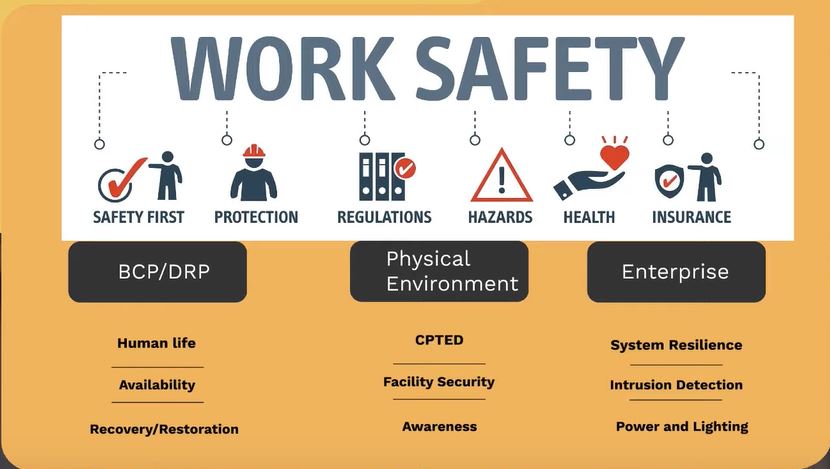 WORK SAFETY
SAFETY FIRST
PROTECTION
REGULATIONS
HAZARDS
HEALTH
INSURANCE
BCP/DRP
Physical
Environment
Enterprise
Human life
CPTED
System Resilience
Availability
Facility Security
Intrusion Detection
Recovery/Restoration
Awareness
Power and Lighting